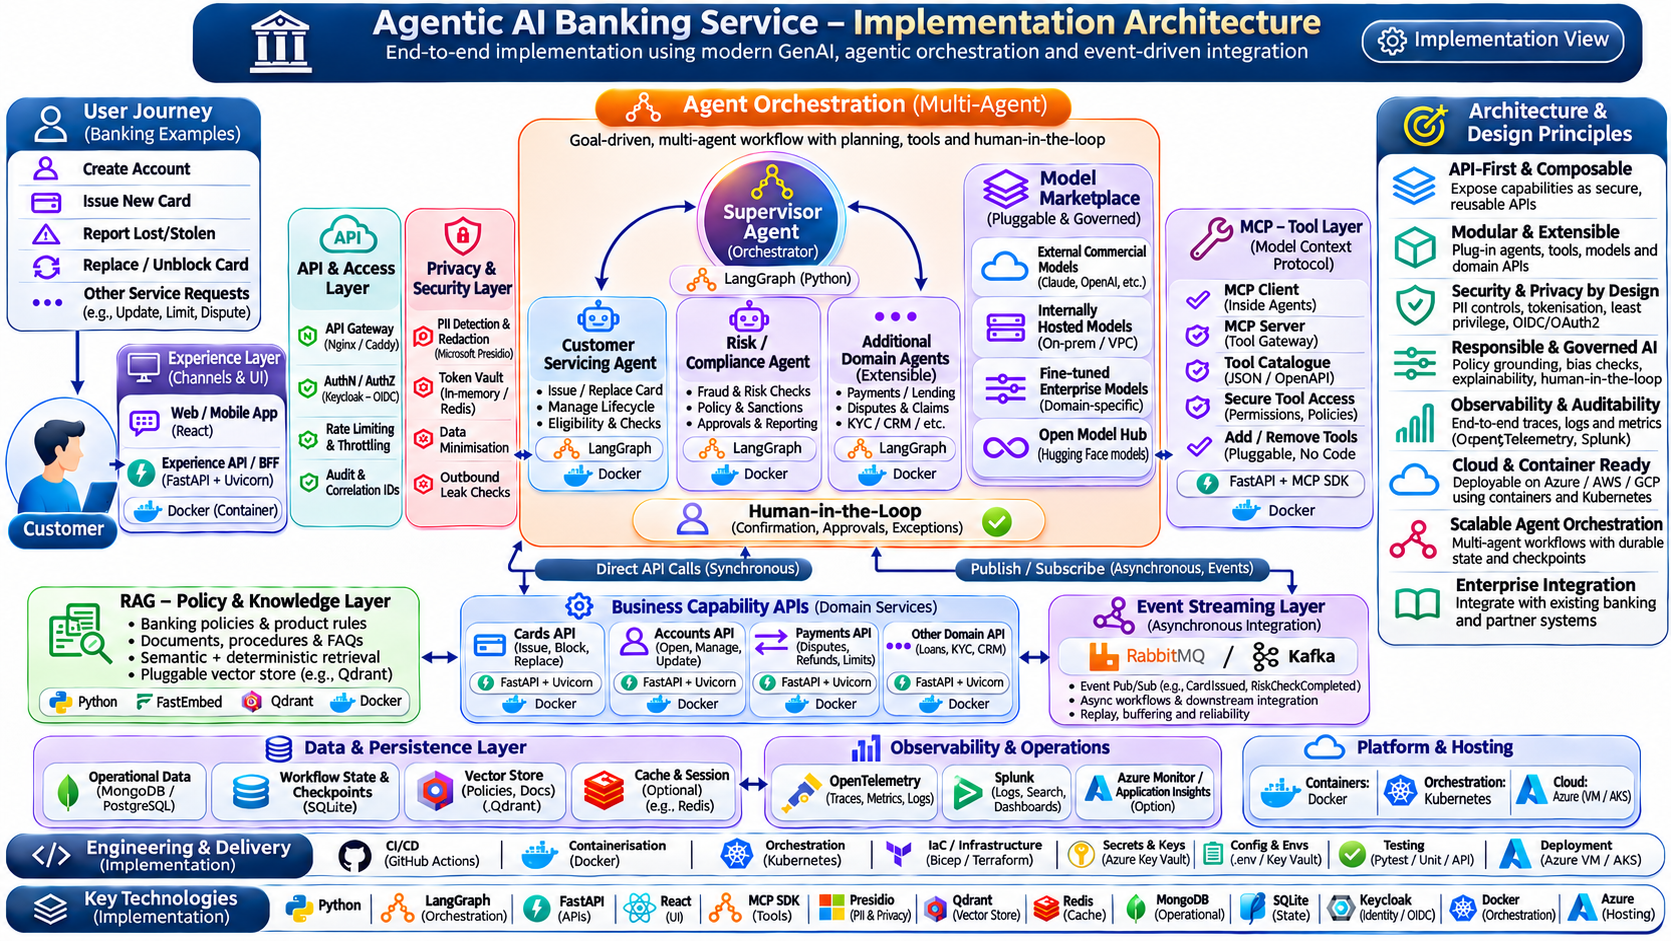 Agentic AI Banking Service – Implementation Architecture
End-to-end implementation using modern GenAI, agentic orchestration and event-driven integration
Implementation View
User Journey
(Banking Examples)
Create Account
Issue New Card
Report Lost/Stolen
Replace / Unblock Card
Other Service Requests
(e.g., Update, Limit, Dispute)
Experience Layer
(Channels & UI)
Web / Mobile App
(React)
Experience API / BFF
(FastAPI + Uvicorn)
Docker (Container)
Customer
API
API & Access
Layer
API Gateway
(Nginx / Caddy)
AuthN / AuthZ
(Keycloak – OIDC)
Rate Limiting
& Throttling
Audit &
Correlation IDs
Privacy &
Security Layer
PII Detection &
Redaction
(Microsoft Presidio)
Token Vault
(In-memory /
Redis)
Data
Minimisation
Outbound
Leak Checks
Agent Orchestration (Multi-Agent)
Goal-driven, multi-agent workflow with planning, tools and human-in-the-loop
Supervisor
Agent
(Orchestrator)
LangGraph (Python)
Customer
Servicing Agent
• Issue / Replace Card
• Manage Lifecycle
• Eligibility & Checks
LangGraph
Docker
Risk /
Compliance Agent
• Fraud & Risk Checks
• Policy & Sanctions
• Approvals & Reporting
LangGraph
Docker
Additional
Domain Agents
(Extensible)
• Payments / Lending
• Disputes & Claims
• KYC / CRM / etc.
LangGraph
Docker
Model
Marketplace
(Pluggable & Governed)
External Commercial
Models
(Claude, OpenAI, etc.)
Internally
Hosted Models
(On-prem / VPC)
Fine-tuned
Enterprise Models
(Domain-specific)
Open Model Hub
(Hugging Face models)
Human-in-the-Loop
(Confirmation, Approvals, Exceptions)
MCP – Tool Layer
(Model Context
Protocol)
MCP Client
(Inside Agents)
MCP Server
(Tool Gateway)
Tool Catalogue
(JSON / OpenAPI)
Secure Tool Access
(Permissions, Policies)
Add / Remove Tools
(Pluggable, No Code)
FastAPI + MCP SDK
Docker
Architecture &
Design Principles
API-First & Composable
Expose capabilities as secure,
reusable APIs
Modular & Extensible
Plug-in agents, tools, models and
domain APIs
Security & Privacy by Design
PII controls, tokenisation, least
privilege, OIDC/OAuth2
Responsible & Governed AI
Policy grounding, bias checks,
explainability, human-in-the-loop
Observability & Auditability
End-to-end traces, logs and metrics
(OpenTelemetry, Splunk)
Cloud & Container Ready
Deployable on Azure / AWS / GCP
using containers and Kubernetes
Scalable Agent Orchestration
Multi-agent workflows with durable
state and checkpoints
Enterprise Integration
Integrate with existing banking
and partner systems
Direct API Calls (Synchronous)
Publish / Subscribe (Asynchronous, Events)
RAG – Policy & Knowledge Layer
• Banking policies & product rules
• Documents, procedures & FAQs
• Semantic + deterministic retrieval
• Pluggable vector store (e.g., Qdrant)
Python
FastEmbed
Qdrant
Docker
Business Capability APIs (Domain Services)
Cards API
(Issue, Block,
Replace)
FastAPI + Uvicorn
Docker
Accounts API
(Open, Manage,
Update)
FastAPI + Uvicorn
Docker
Payments API
(Disputes,
Refunds, Limits)
FastAPI + Uvicorn
Docker
Other Domain API
(Loans, KYC, CRM)
FastAPI + Uvicorn
Docker
Event Streaming Layer
(Asynchronous Integration)
RabbitMQ / Kafka
• Event Pub/Sub (e.g., CardIssued, RiskCheckCompleted)
• Async workflows & downstream integration
• Replay, buffering and reliability
Data & Persistence Layer
Operational Data
(MongoDB /
PostgreSQL)
Workflow State &
Checkpoints
(SQLite)
Vector Store
(Policies, Docs)
(.Qdrant)
Cache & Session
(Optional)
(e.g., Redis)
Observability & Operations
OpenTelemetry
(Traces, Metrics, Logs)
Splunk
(Logs, Search,
Dashboards)
Azure Monitor /
Application Insights
(Option)
Platform & Hosting
Containers:
Docker
Orchestration:
Kubernetes
Cloud:
Azure (VM / AKS)
Engineering & Delivery
(Implementation)
CI/CD
(GitHub Actions)
Containerisation
(Docker)
Orchestration
(Kubernetes)
IaC / Infrastructure
(Bicep / Terraform)
Secrets & Keys
(Azure Key Vault)
Config & Envs
(.env / Key Vault)
Testing
(Pytest / Unit / API)
Deployment
(Azure VM / AKS)
Key Technologies
(Implementation)
Python
LangGraph
(Orchestration)
FastAPI
(APIs)
React
(UI)
MCP SDK
(Tools)
Presidio
(PII & Privacy)
Qdrant
(Vector Store)
Redis
(Cache)
MongoDB
(Operational)
SQLite
(State)
Keycloak
(Identity / OIDC)
Docker
(Orchestration)
Azure
(Hosting)